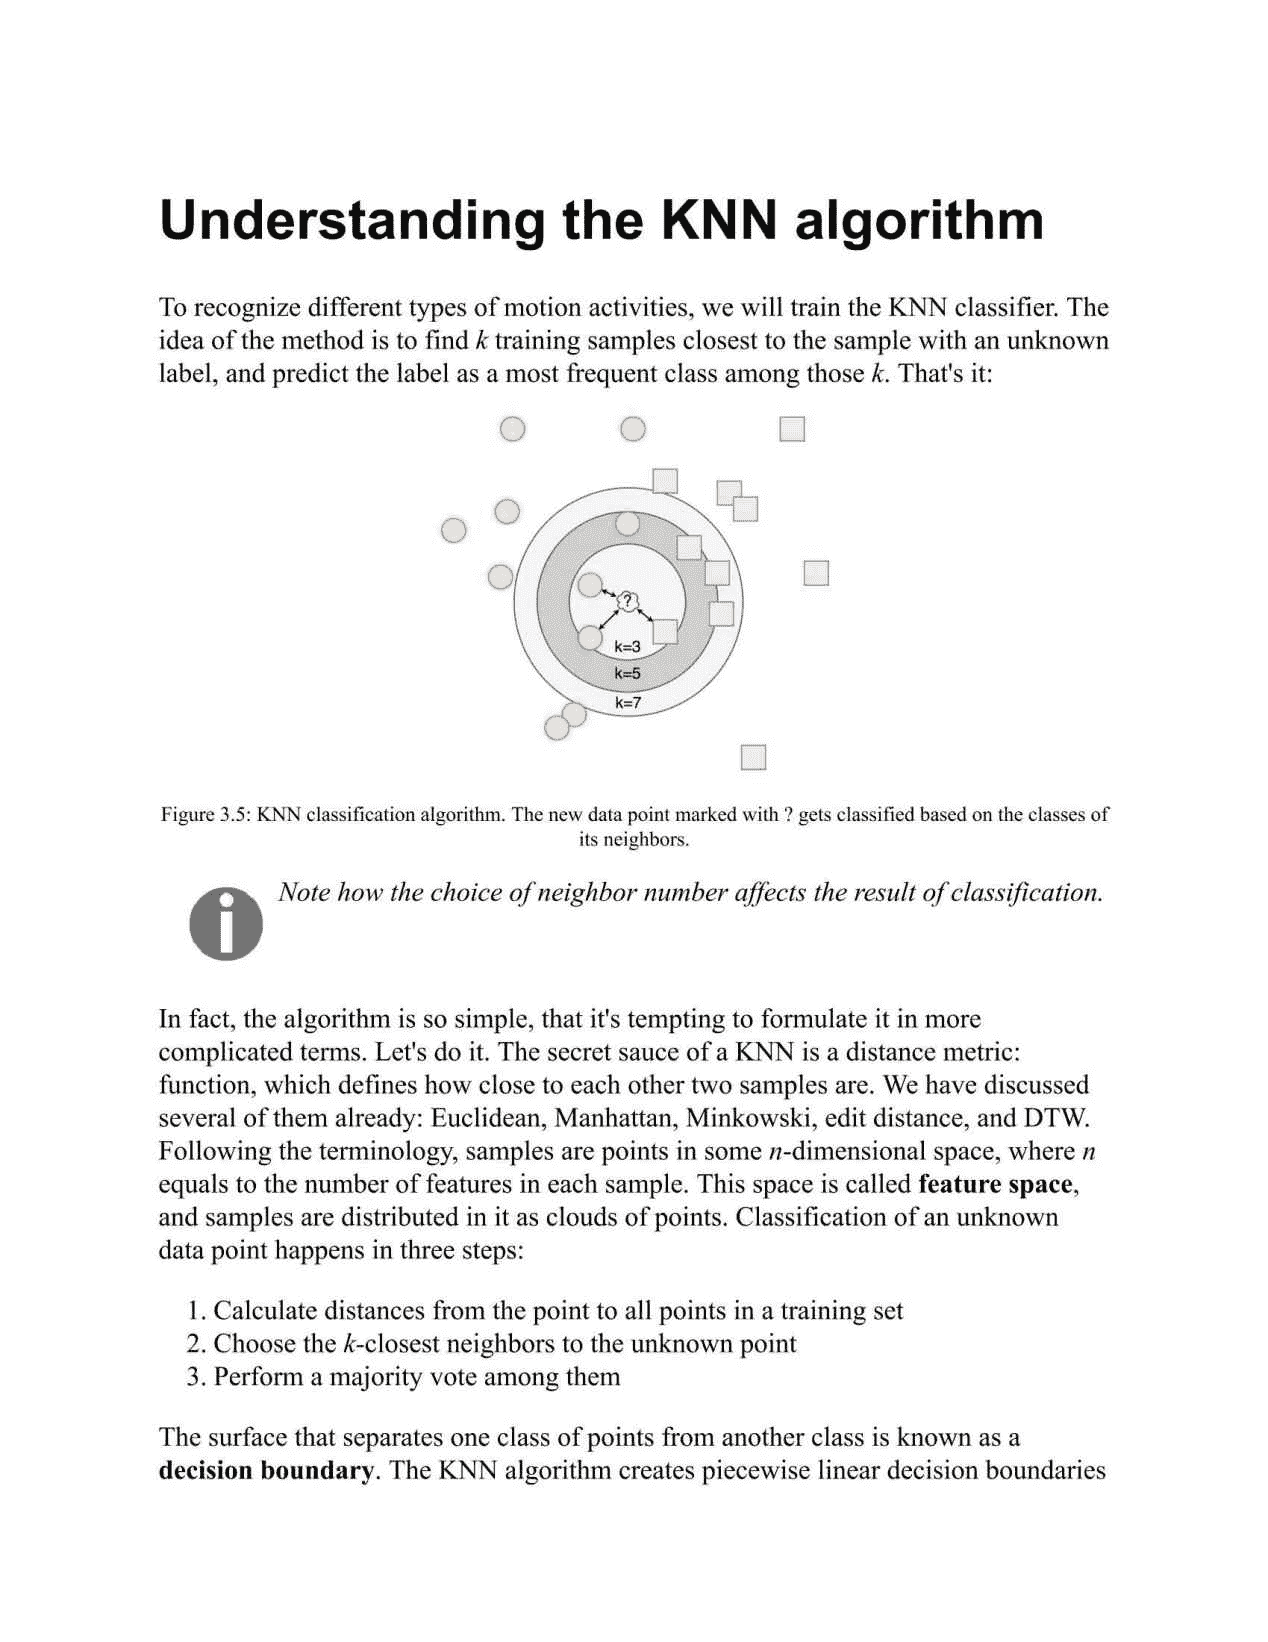 Understanding the KNN algorithm
To recognize different types of motion activities, we will train the KNN classifier. The
idea of the method is to find k training samples closest to the sample with an unknown
label, and predict the label as a most frequent class among those k. That's it:
?
k=3
k=5
k=7
Figure 3.5: KNN classification algorithm. The new data point marked with ? gets classified based on the classes of
its neighbors.
Note how the choice of neighbor number affects the result of classification.
In fact, the algorithm is so simple, that it's tempting to formulate it in more
complicated terms. Let's do it. The secret sauce of a KNN is a distance metric:
function, which defines how close to each other two samples are. We have discussed
several of them already: Euclidean, Manhattan, Minkowski, edit distance, and DTW.
Following the terminology, samples are points in some n-dimensional space, where n
equals to the number of features in each sample. This space is called feature space,
and samples are distributed in it as clouds of points. Classification of an unknown
data point happens in three steps:
1. Calculate distances from the point to all points in a training set
2. Choose the k-closest neighbors to the unknown point
3. Perform a majority vote among them
The surface that separates one class of points from another class is known as a
decision boundary. The KNN algorithm creates piecewise linear decision boundaries